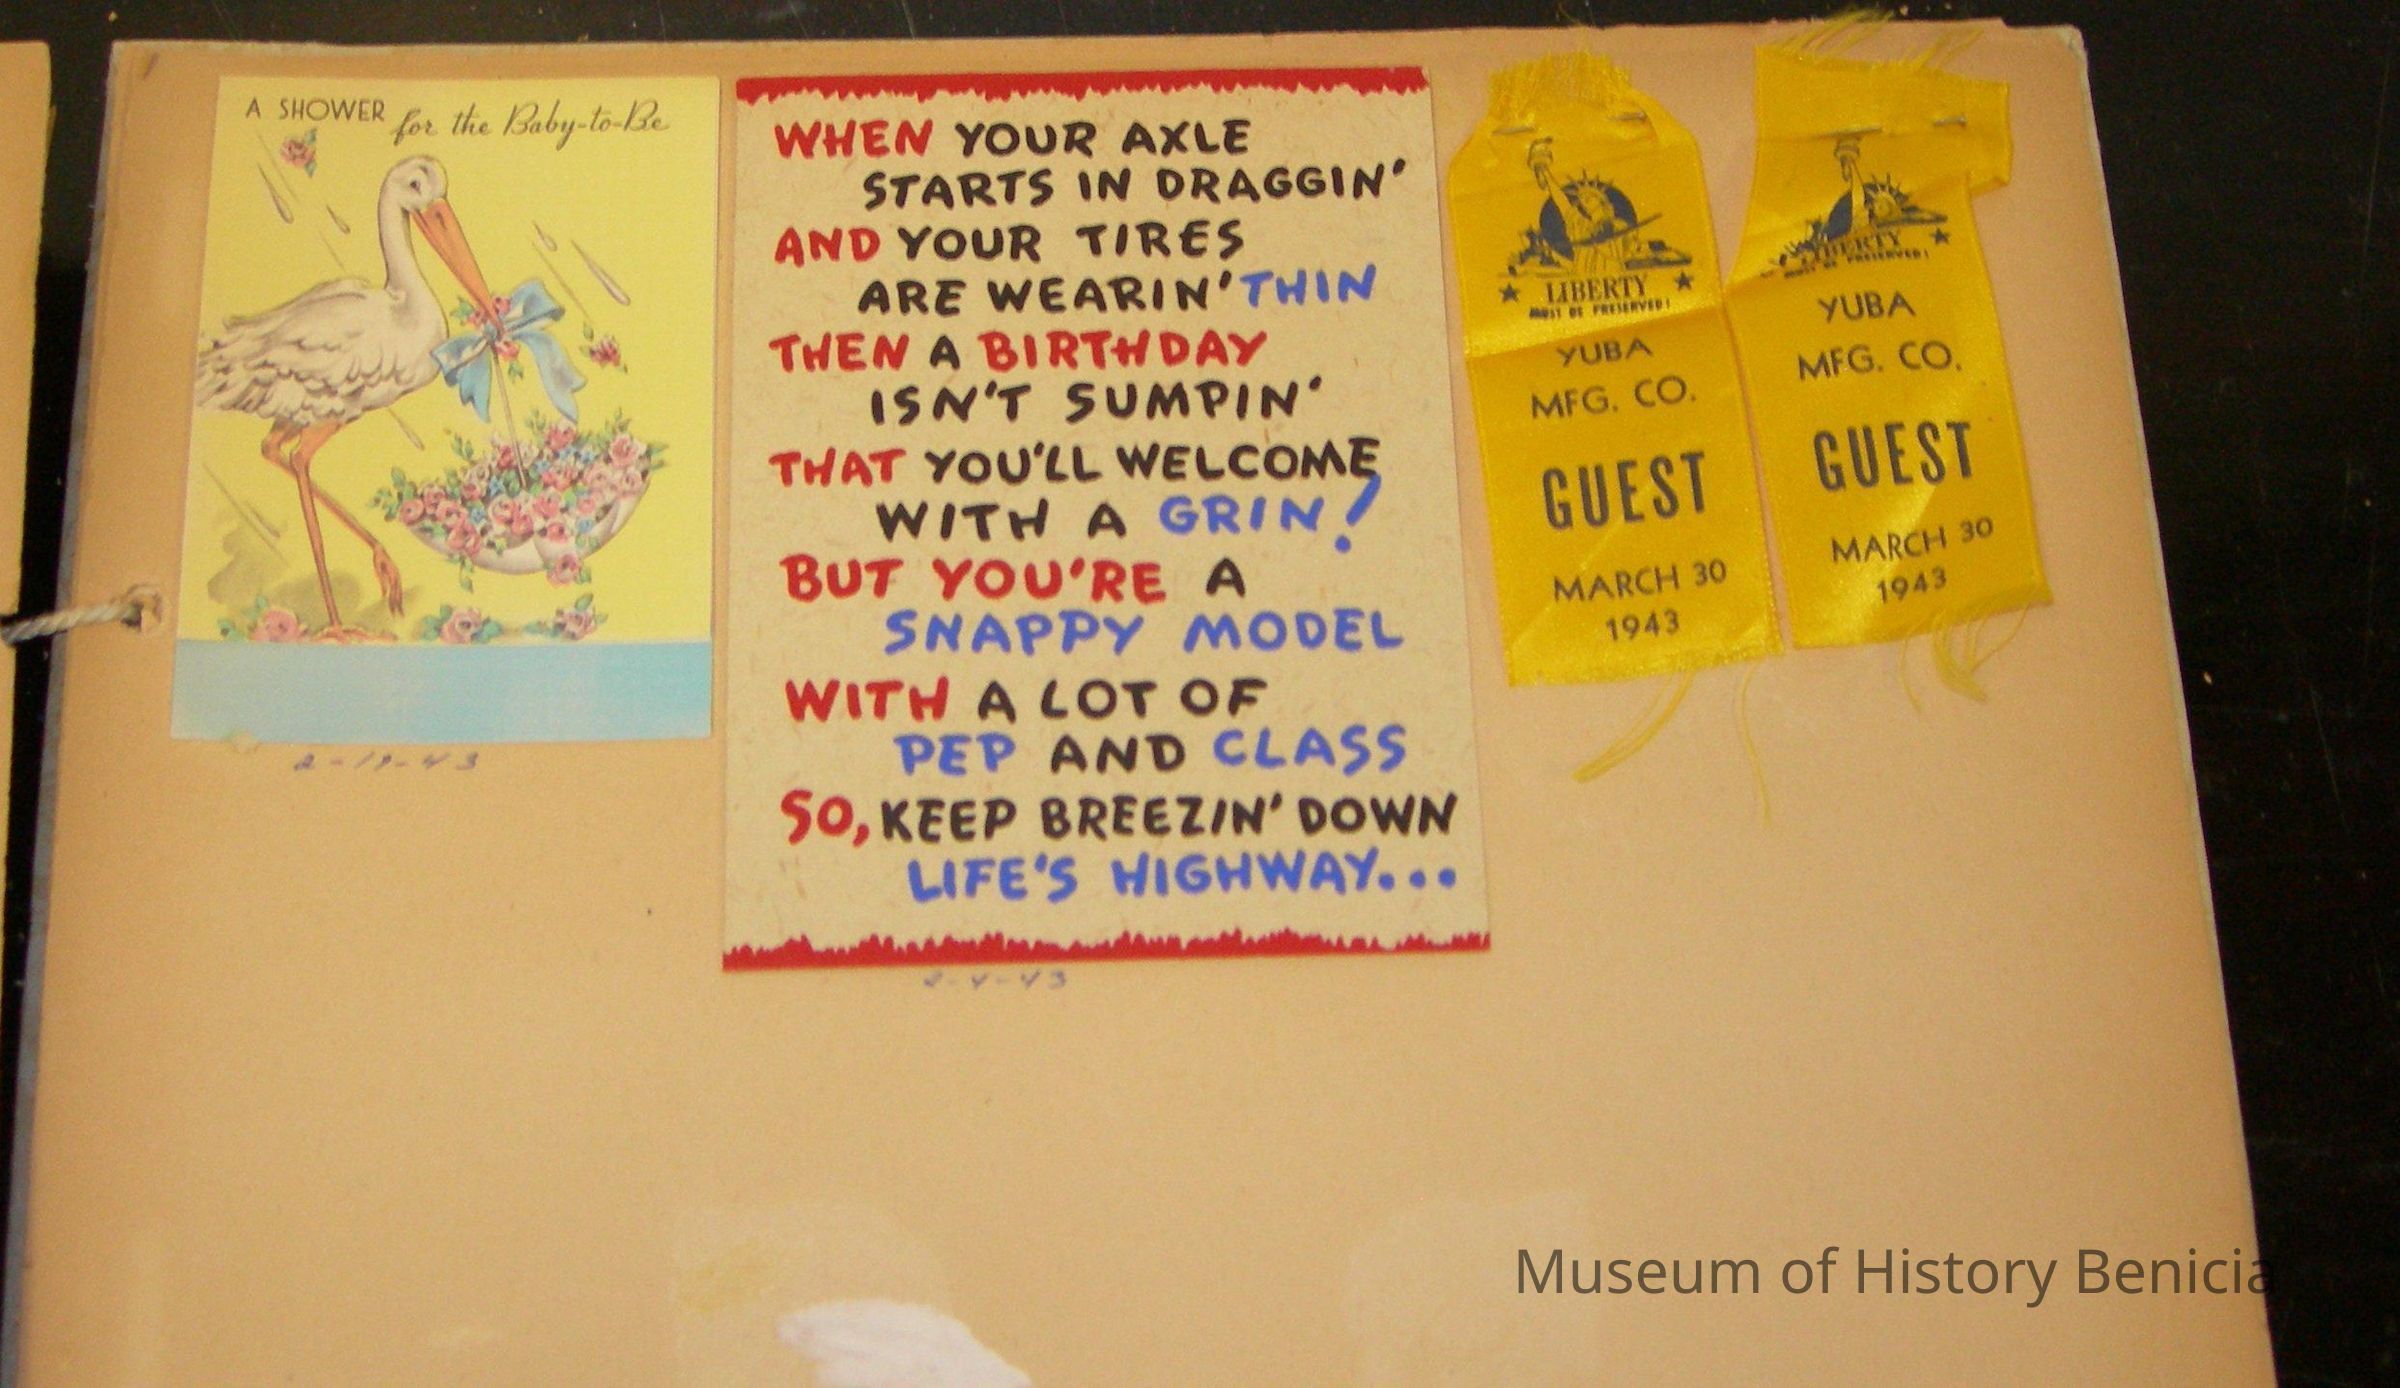 A SHOWER for the Baby-to-Be
2-19-43
WHEN YOUR AXLE
STARTS IN DRAGGIN'
AND YOUR TIRES
ARE WEARIN' THIN
THEN A BIRTHDAY
ISN'T SUMPIN'
THAT YOU'LL WELCOME
WITH A GRIN!
BUT YOU'RE A
SNAPPY MODEL
WITH A LOT OF
PEP AND CLASS
SO, KEEP BREEZIN' DOWN
LIFE'S HIGHWAY...
2-4-43
LIBERTY
MUST BE PRESERVED!
YUBA
MFG. CO.
GUEST
MARCH 30
1943
LIBERTY
MUST BE PRESERVED!
YUBA
MFG. CO.
GUEST
MARCH 30
1943
Museum of History Benicia